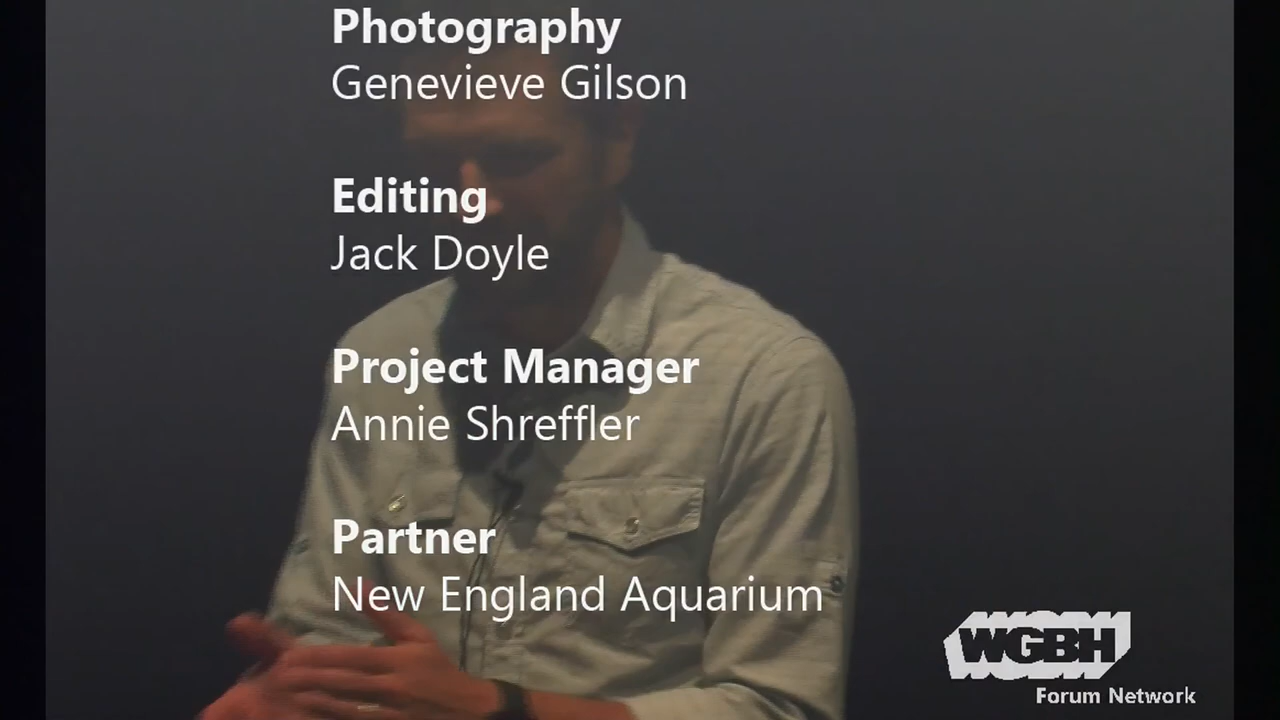 Photography
Genevieve Gilson
Editing
Jack Doyle
Project Manager
Annie Shreffler
Partner
New England Aquarium
WGBH
Forum Network